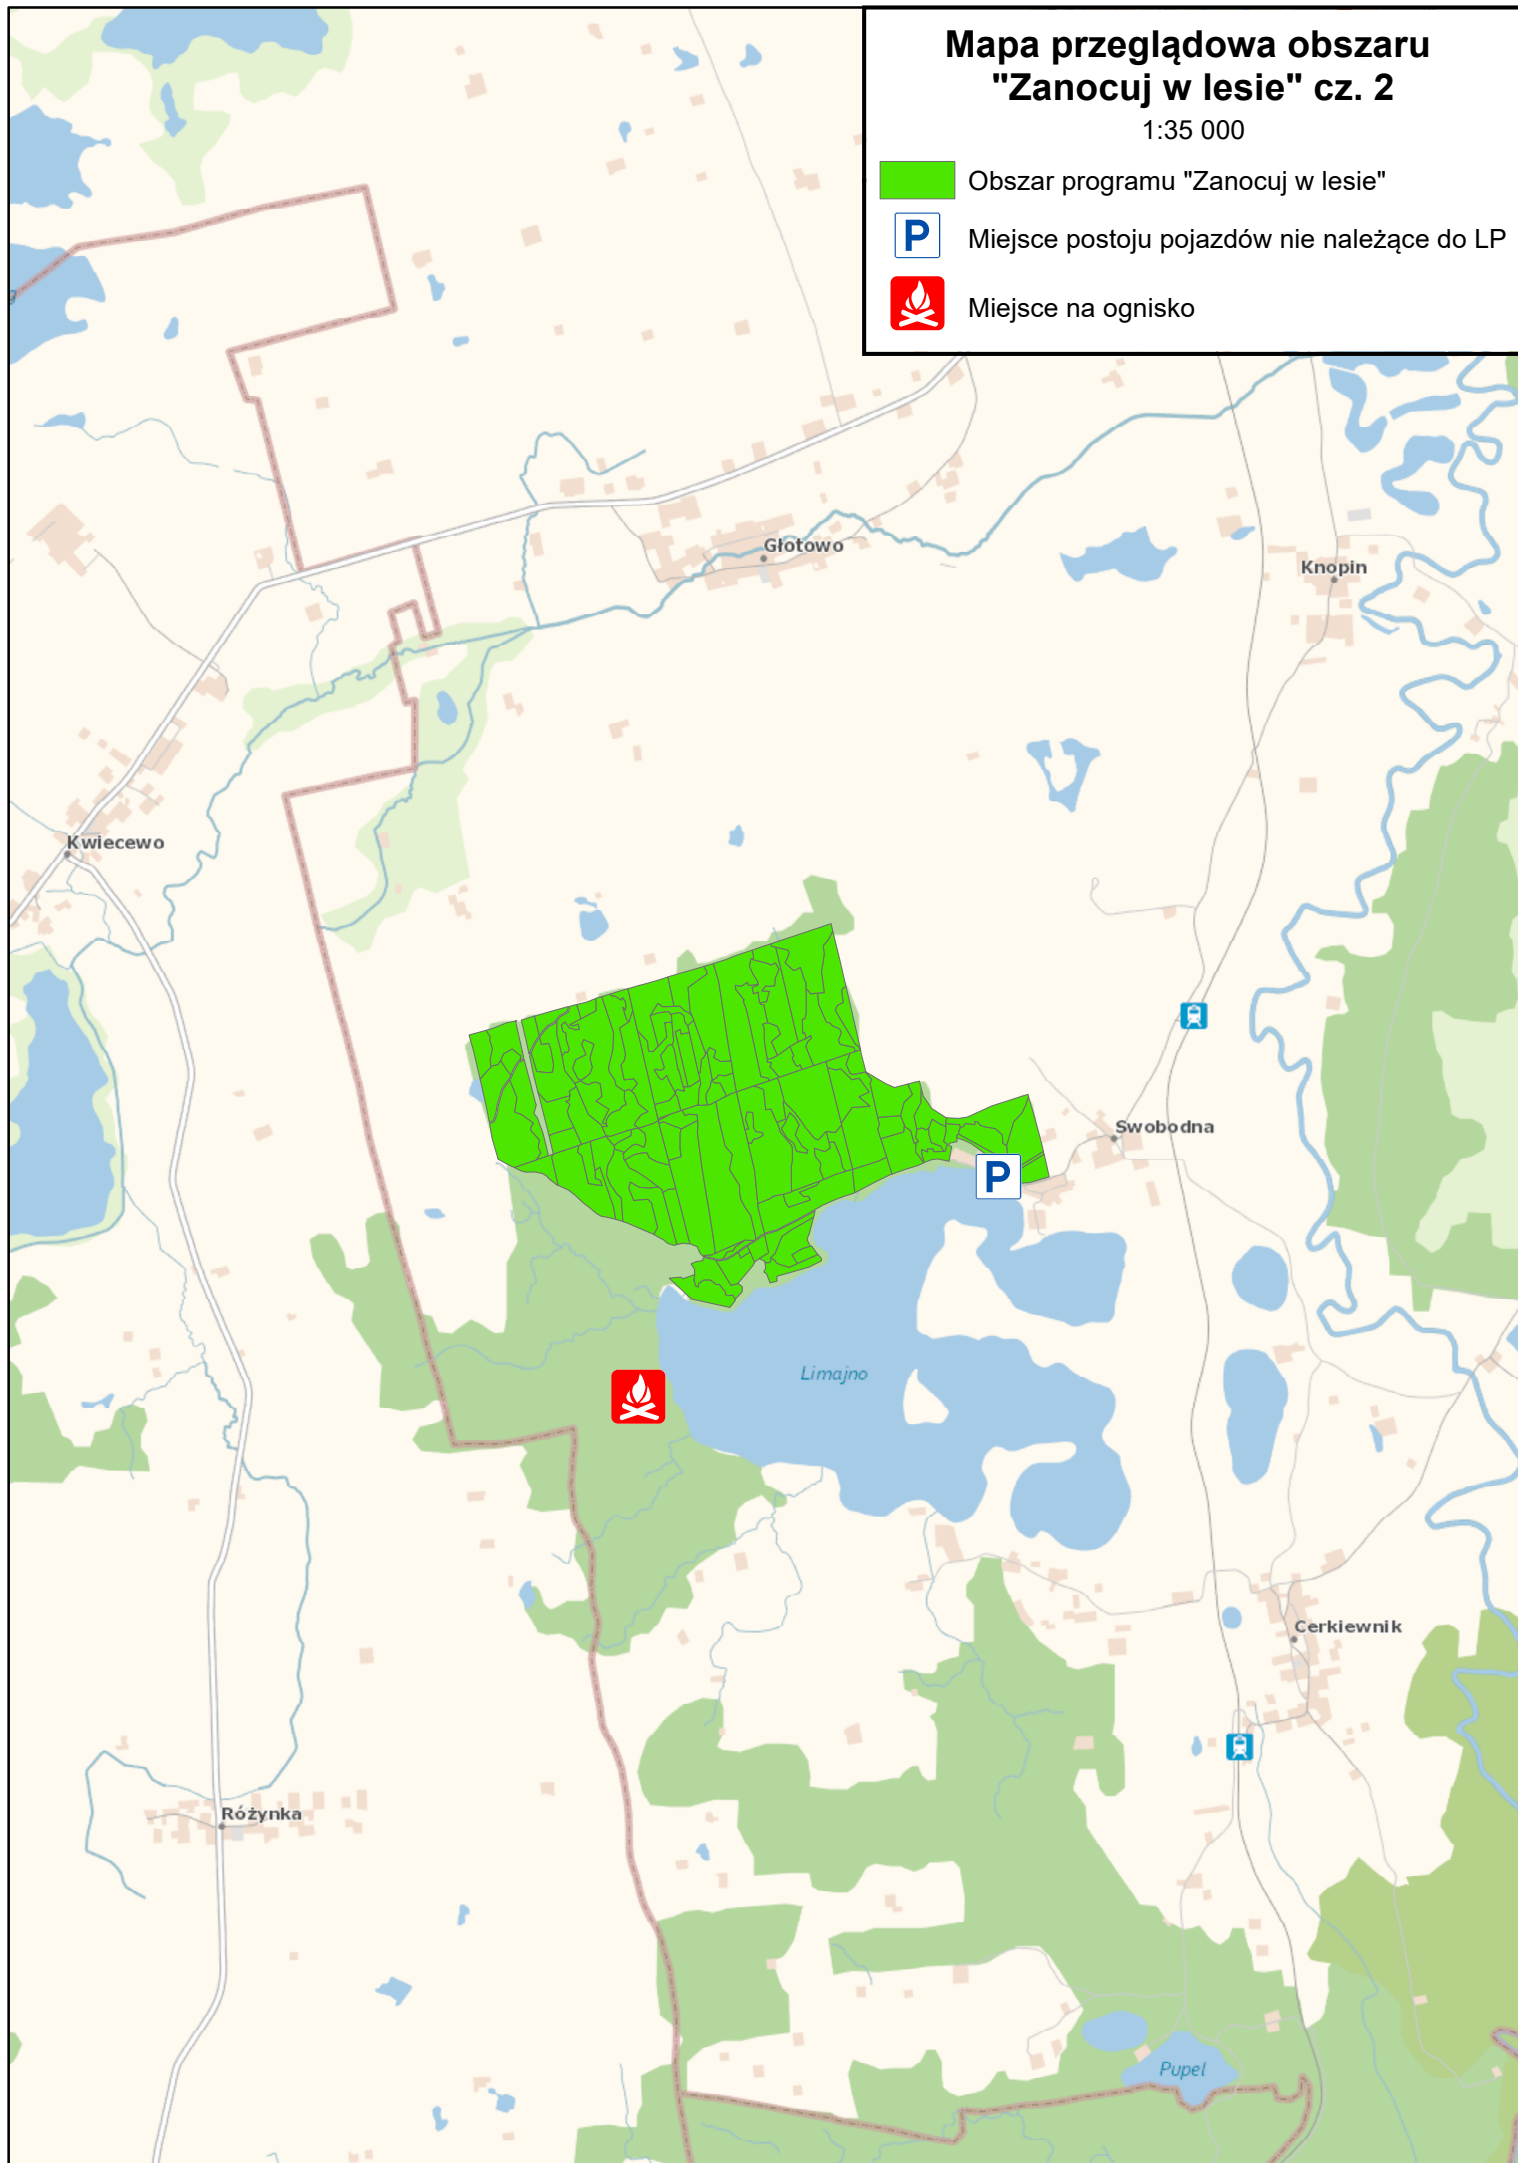 Mapa przeglądowa obszaru
"Zanocuj w lesie" cz. 2
1:35 000
Obszar programu "Zanocuj w lesie"
P Miejsce postoju pojazdów nie należące do LP
Miejsce na ognisko
Głotowo
Knopin
Kwiecewo
Swobodna
P
Limajno
Cerkiewnik
Różynka
Pupel